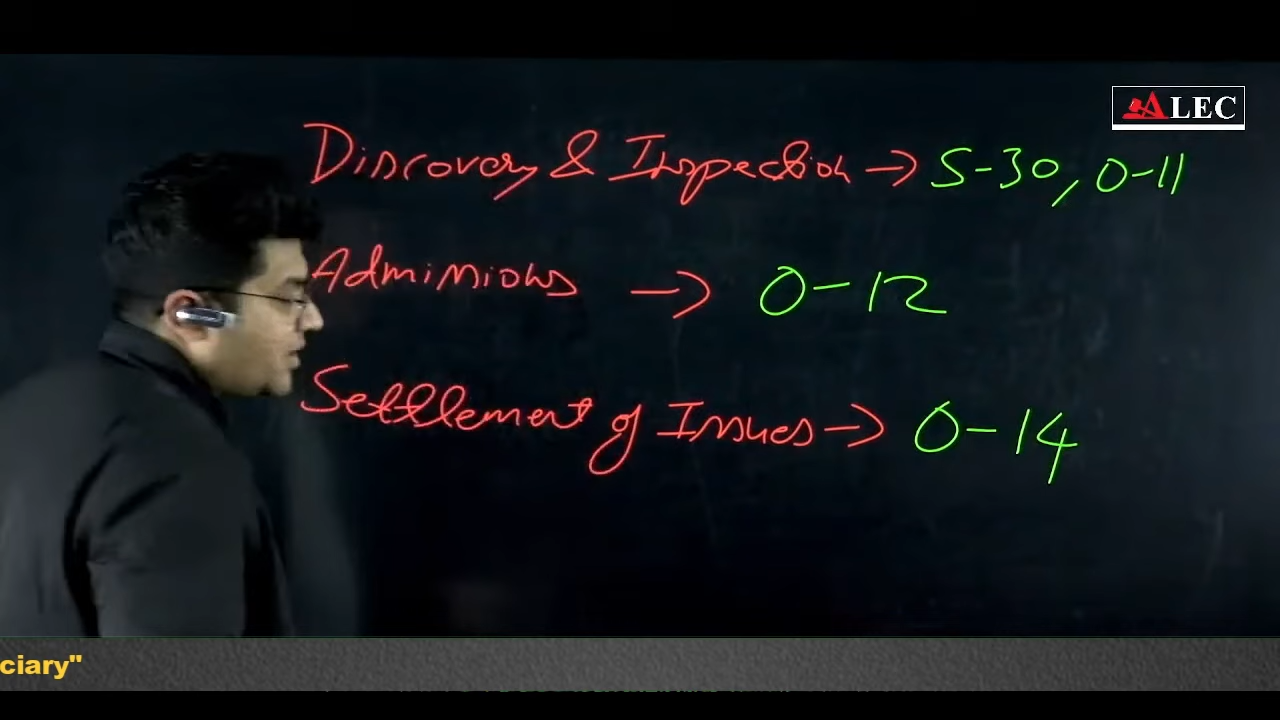 ALEC
Discovery & Inspection → S-30, O-11
Admissions → O-12
Settlement of Issues → O-14
ciary"